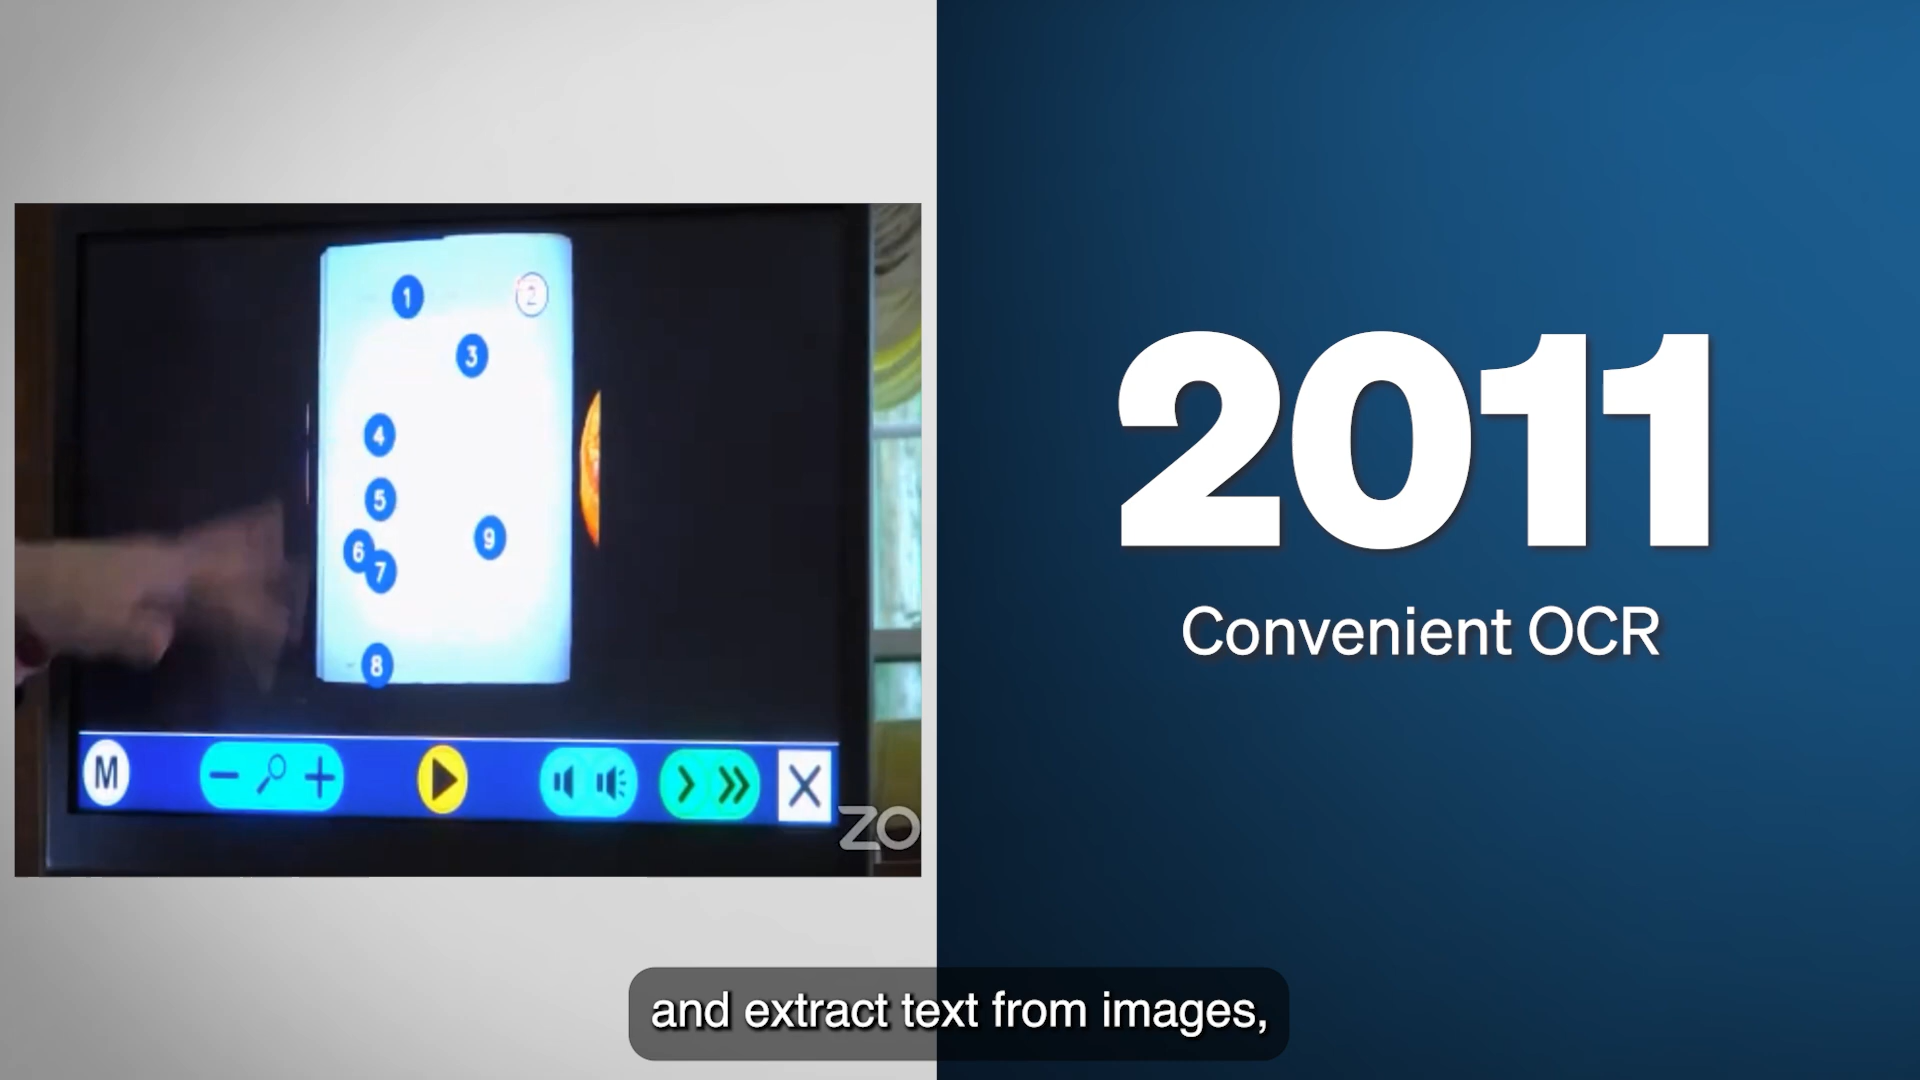 1
2
3
4
5
6
9
7
8
M
ZO
2011
Convenient OCR
and extract text from images,